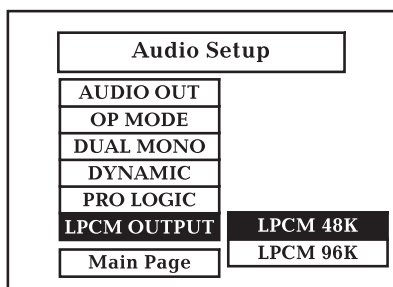 Audio Setup
AUDIO OUT
OP MODE
DUAL MONO
DYNAMIC
PRO LOGIC
LPCM OUTPUT
LPCM 48K
LPCM 96K
Main Page